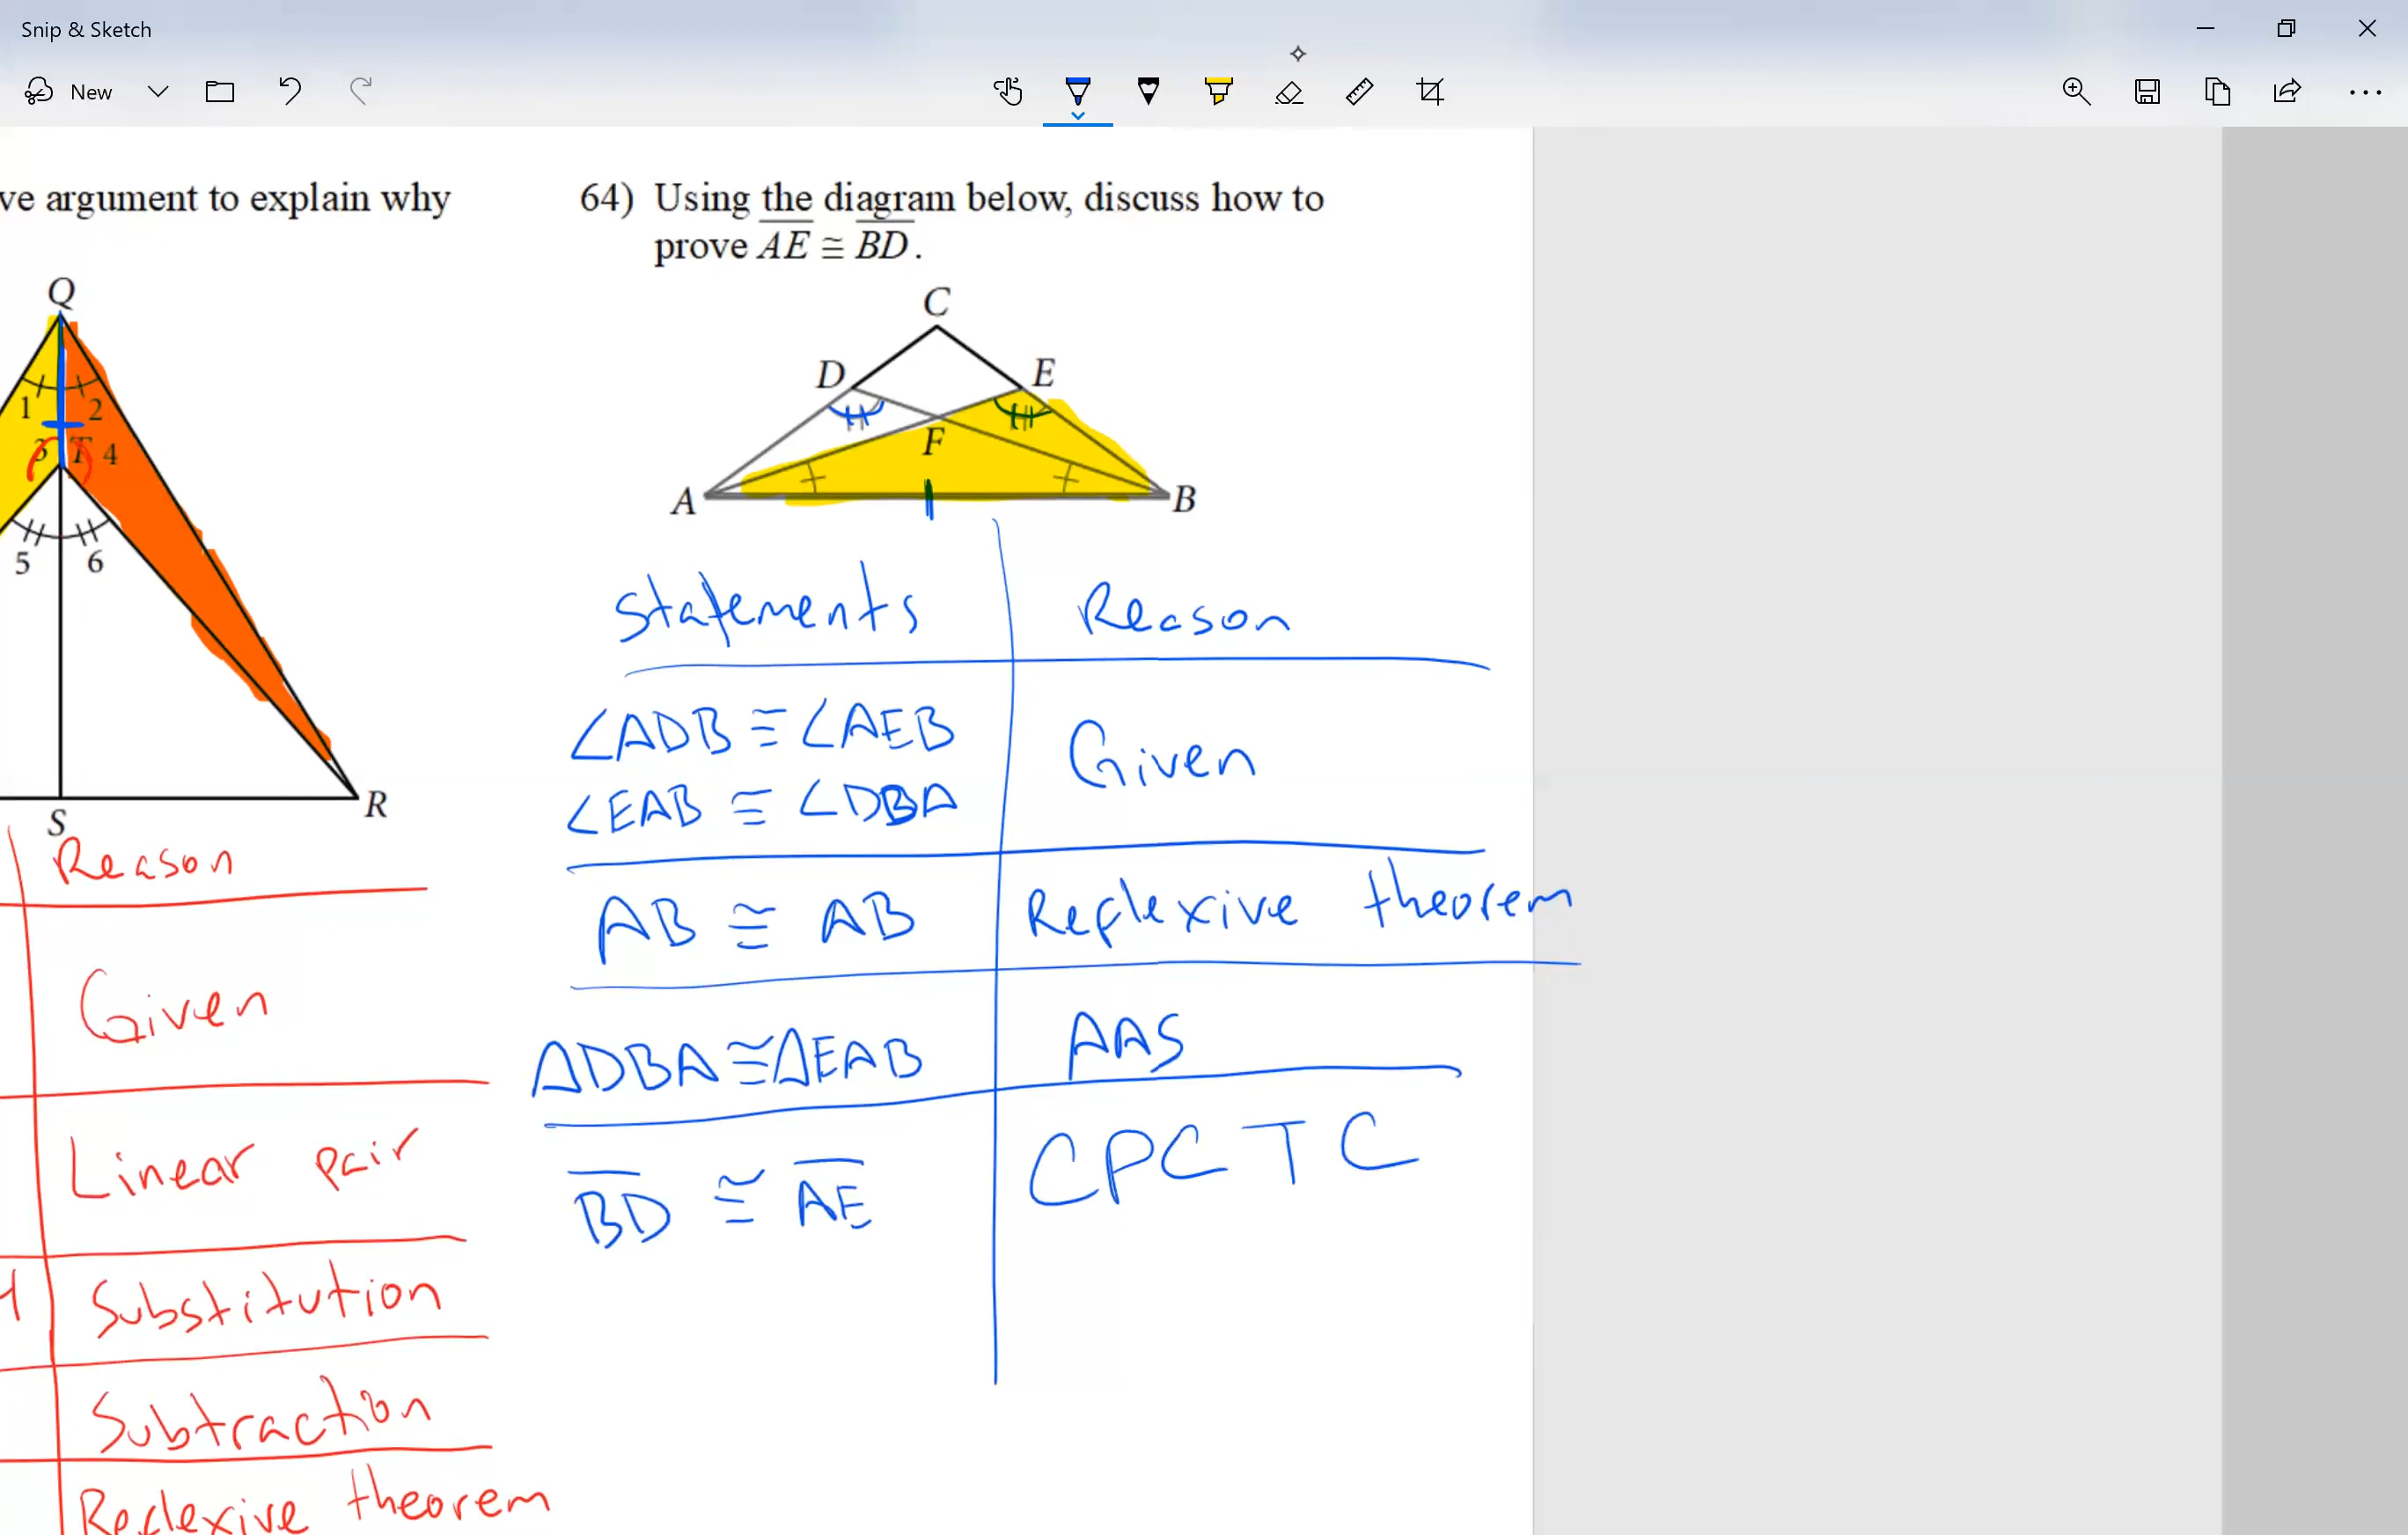 Snip & Sketch
New
ve argument to explain why
Q
1 2
3 T 4
5 6
S
R
Reason
Given
Linear pair
Substitution
Subtraction
Reflexive theorem
64) Using the diagram below, discuss how to
prove AE ≅ BD.
C
D E
F
A B
Statements Reason
∠ADB ≅ ∠AEB
∠EAB ≅ ∠DBA
Given
AB ≅ AB Reflexive theorem
ΔDBA ≅ ΔEAB AAS
BD ≅ AE CPCTC